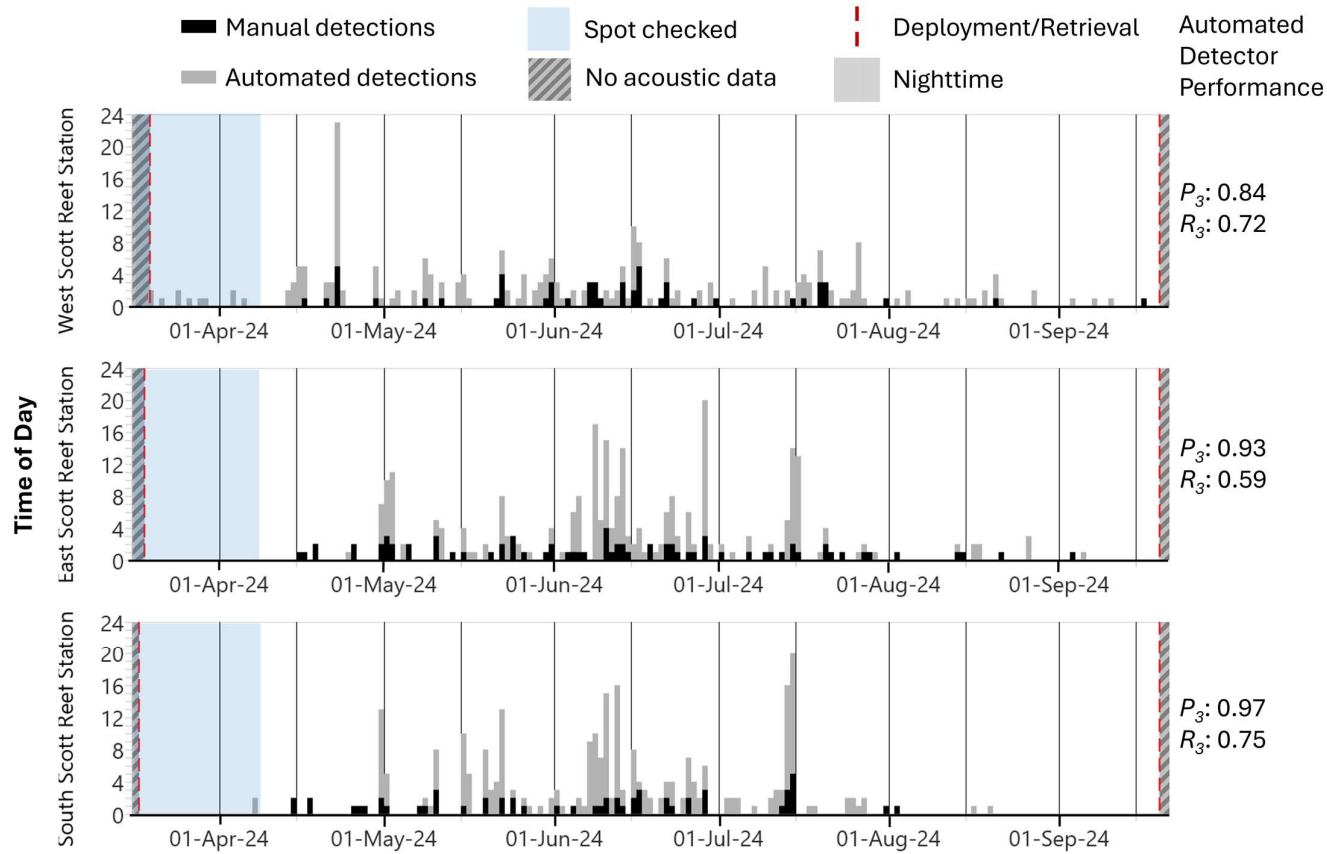 Manual detections
Spot checked
Deployment/Retrieval
Automated detections
No acoustic data
Nighttime
Automated
Detector
Performance
Time of Day
West Scott Reef Station
24
20
16
12
8
4
0
01-Apr-24 01-May-24 01-Jun-24 01-Jul-24 01-Aug-24 01-Sep-24
P3: 0.84
R3: 0.72
East Scott Reef Station
24
20
16
12
8
4
0
01-Apr-24 01-May-24 01-Jun-24 01-Jul-24 01-Aug-24 01-Sep-24
P3: 0.93
R3: 0.59
South Scott Reef Station
24
20
16
12
8
4
0
01-Apr-24 01-May-24 01-Jun-24 01-Jul-24 01-Aug-24 01-Sep-24
P3: 0.97
R3: 0.75